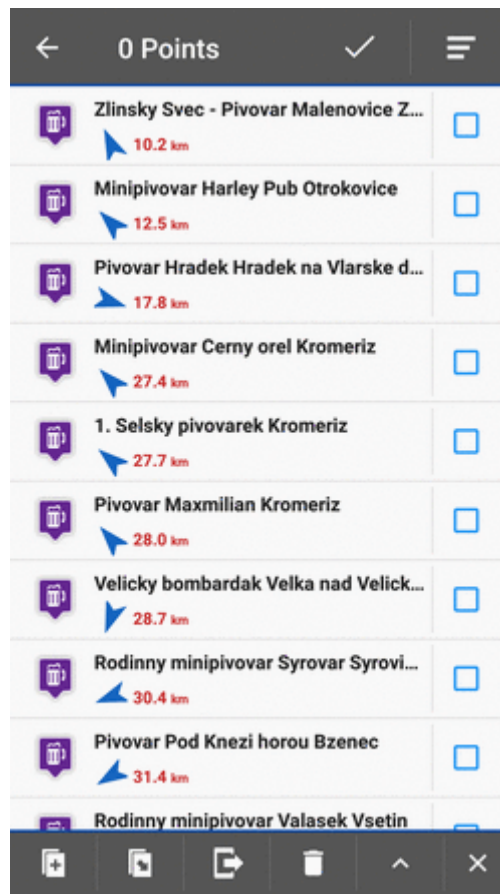 0 Points
Zlinsky Svec - Pivovar Malenovice Z...
10.2 km
Minipivovar Harley Pub Otrokovice
12.5 km
Pivovar Hradek Hradek na Vlarske d...
17.8 km
Minipivovar Cerny orel Kromeriz
27.4 km
1. Selsky pivovarek Kromeriz
27.7 km
Pivovar Maxmilian Kromeriz
28.0 km
Velicky bombardak Velka nad Velick...
28.7 km
Rodinny minipivovar Syrovar Syrovi...
30.4 km
Pivovar Pod Knezi horou Bzenec
31.4 km
Rodinny minipivovar Valasek Vsetin